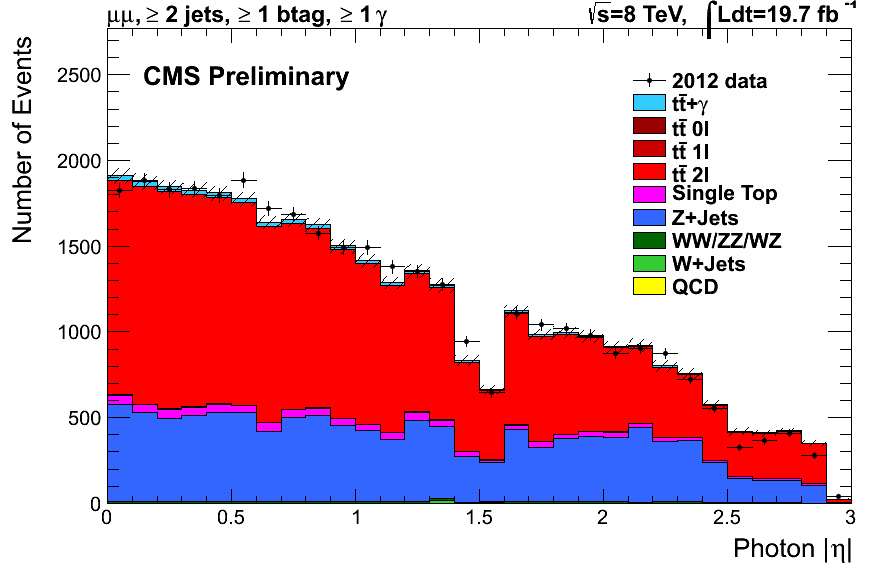 μμ, ≥ 2 jets, ≥ 1 btag, ≥ 1 γ
√s=8 TeV, ∫Ldt=19.7 fb⁻¹
CMS Preliminary
Number of Events
2500
2000
1500
1000
500
0
2012 data
tt̄+γ
tt̄ 0l
tt̄ 1l
tt̄ 2l
Single Top
Z+Jets
WW/ZZ/WZ
W+Jets
QCD
0 0.5 1 1.5 2 2.5 3
Photon |η|